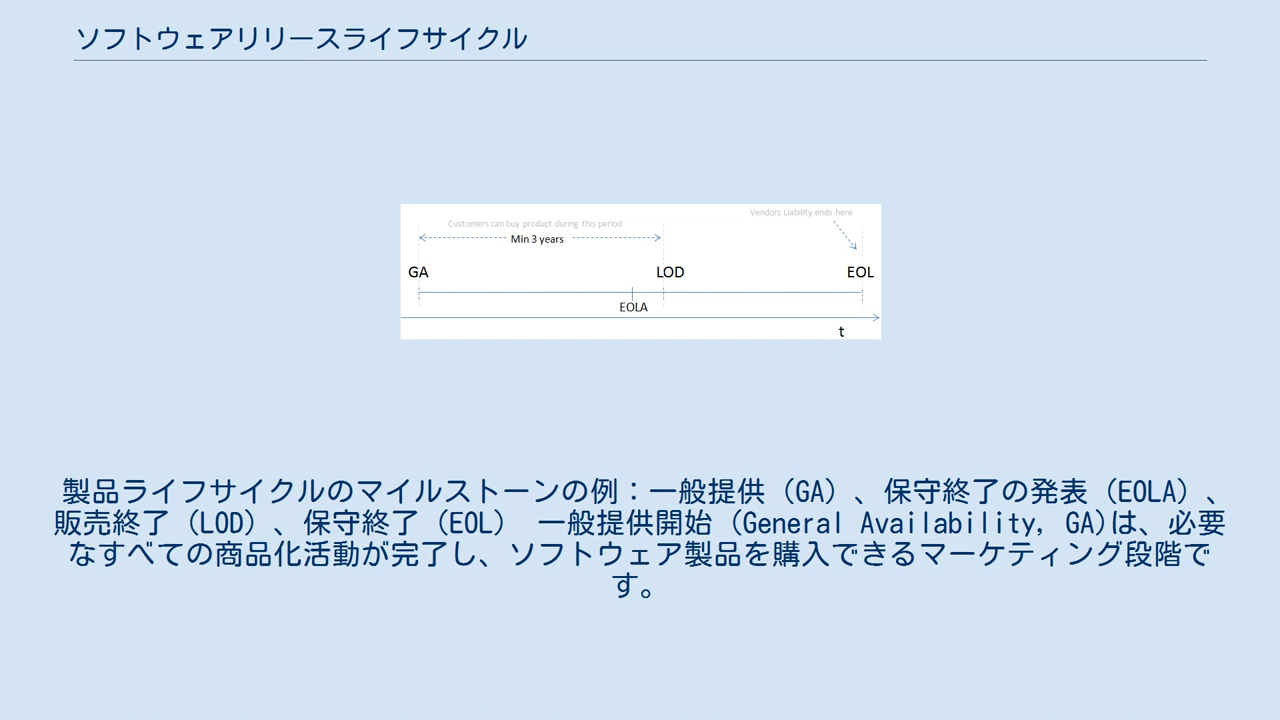 ソフトウェアリリースライフサイクル
Customers can buy product during this period
Vendors Liability ends here
Min 3 years
GA
LOD
EOL
EOLA
t
製品ライフサイクルのマイルストーンの例：一般提供（GA）、保守終了の発表（EOLA）、
販売終了（LOD）、保守終了（EOL） 一般提供開始（General Availability, GA)は、必要
なすべての商品化活動が完了し、ソフトウェア製品を購入できるマーケティング段階で
す。